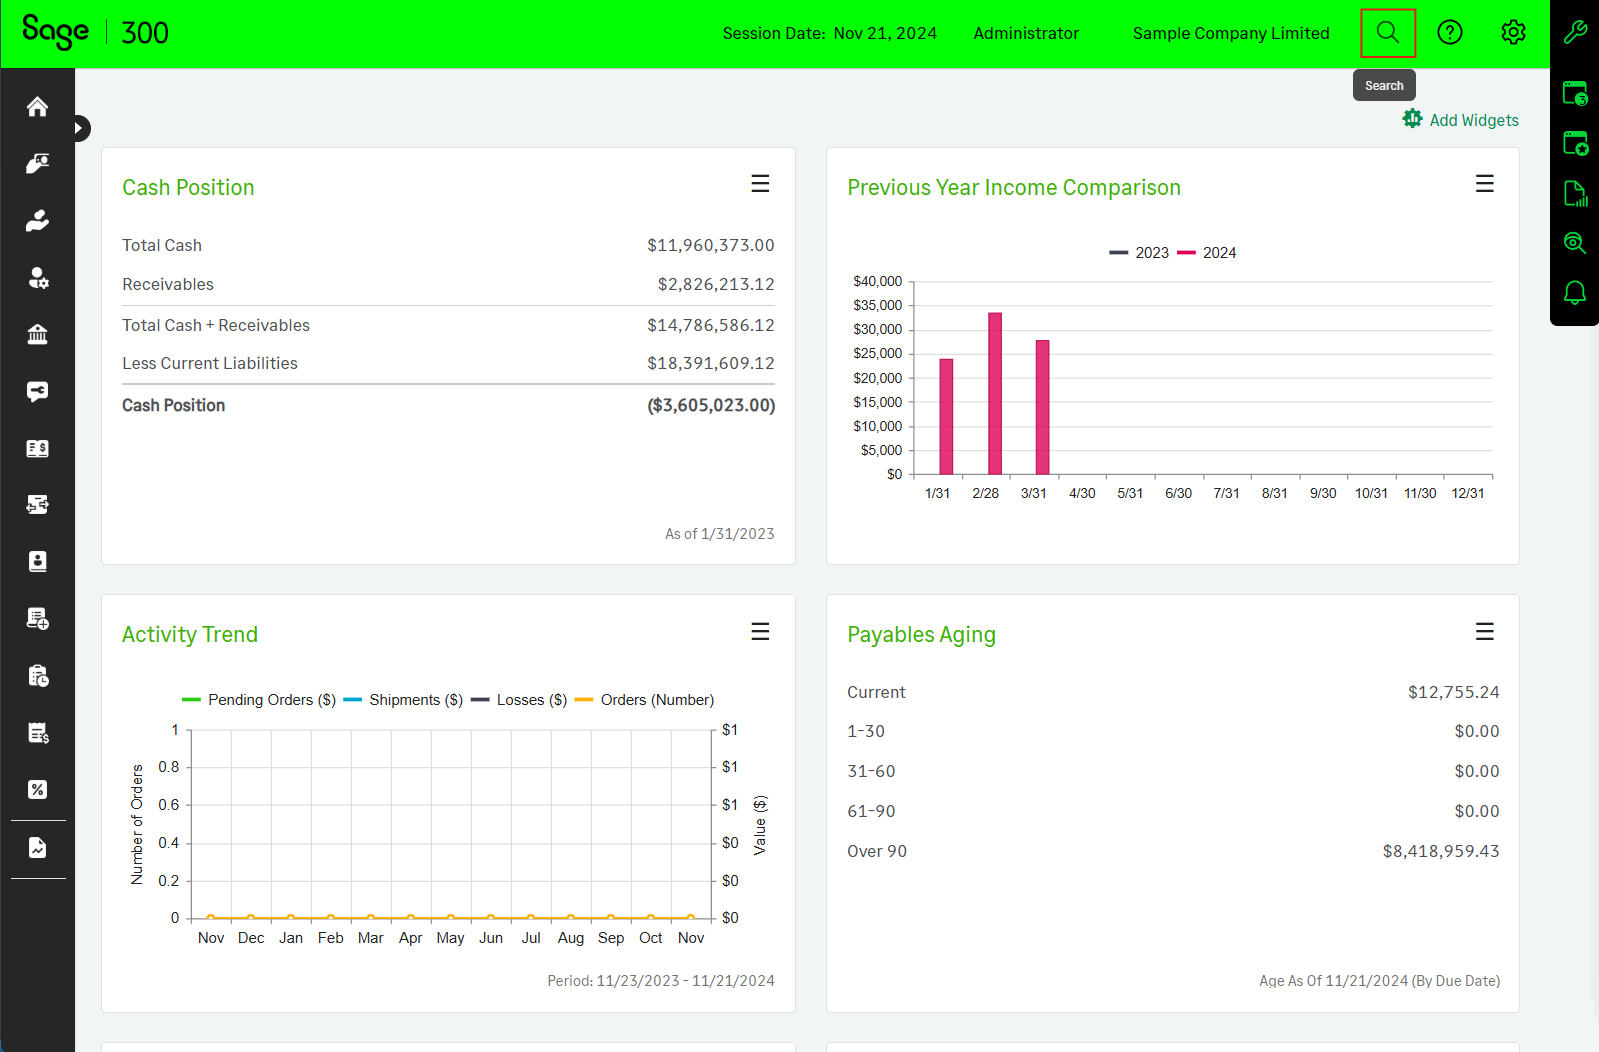 Sage 300
Session Date: Nov 21, 2024 Administrator Sample Company Limited
Search
Add Widgets
Cash Position
Total Cash $11,960,373.00
Receivables $2,826,213.12
Total Cash + Receivables $14,786,586.12
Less Current Liabilities $18,391,609.12
Cash Position ($3,605,023.00)
As of 1/31/2023
Previous Year Income Comparison
2023 2024
$40,000
$35,000
$30,000
$25,000
$20,000
$15,000
$10,000
$5,000
$0
1/31 2/28 3/31 4/30 5/31 6/30 7/31 8/31 9/30 10/31 11/30 12/31
Activity Trend
Pending Orders ($) Shipments ($) Losses ($) Orders (Number)
1 $1
0.8 $1
0.6 $1
0.4 $0
0.2 $0
0 $0
Number of Orders
Value ($)
Nov Dec Jan Feb Mar Apr May Jun Jul Aug Sep Oct Nov
Period: 11/23/2023 - 11/21/2024
Payables Aging
Current $12,755.24
1-30 $0.00
31-60 $0.00
61-90 $0.00
Over 90 $8,418,959.43
Age As Of 11/21/2024 (By Due Date)
3